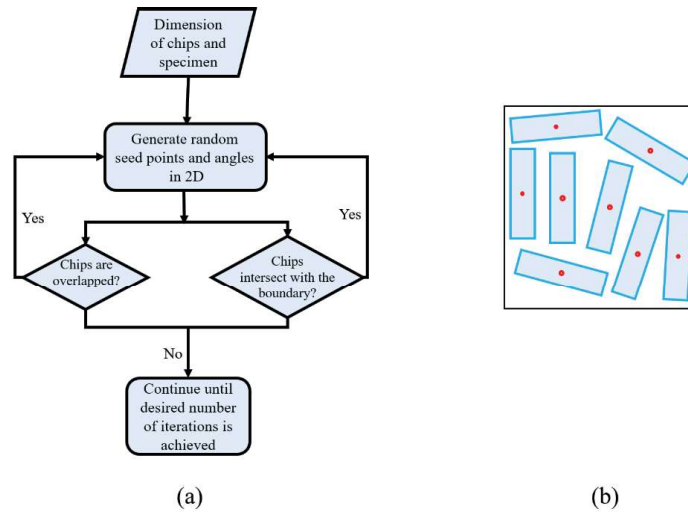 Dimension
of chips and
specimen
Generate random
seed points and angles
in 2D
Yes
Yes
Chips are
overlapped?
Chips
intersect with the
boundary?
No
Continue until
desired number
of iterations is
achieved
(a)
(b)